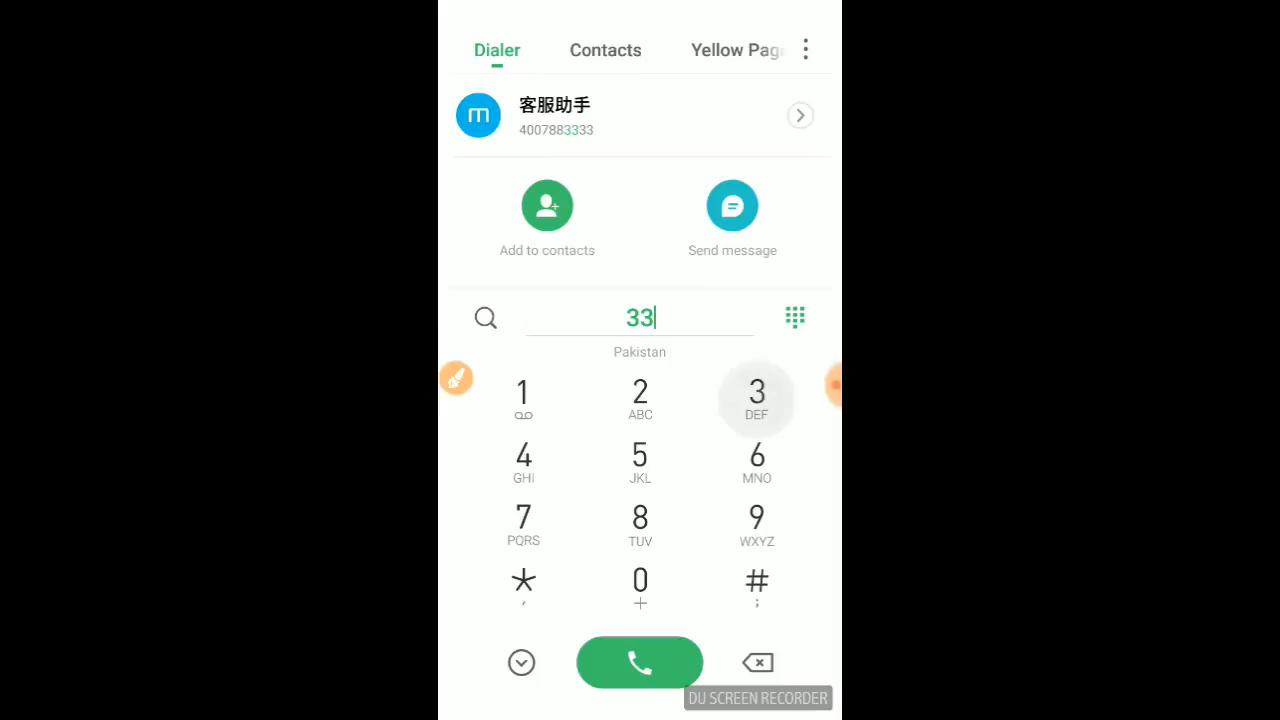 Dialer Contacts Yellow Pag
m 客服助手
4007883333
Add to contacts Send message
33
Pakistan
1 2 3
ABC DEF
4 5 6
GHI JKL MNO
7 8 9
PQRS TUV WXYZ
* 0 #
, + ;
DU SCREEN RECORDER